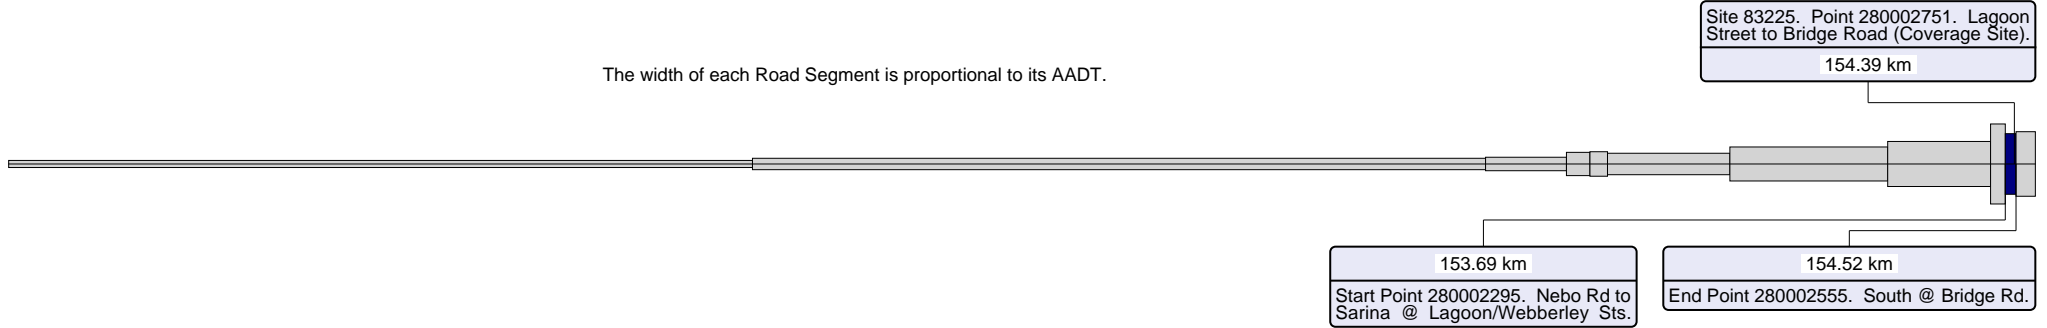 Site 83225. Point 280002751. Lagoon
Street to Bridge Road (Coverage Site).
154.39 km
The width of each Road Segment is proportional to its AADT.
153.69 km
Start Point 280002295. Nebo Rd to
Sarina @ Lagoon/Webberley Sts.
154.52 km
End Point 280002555. South @ Bridge Rd.